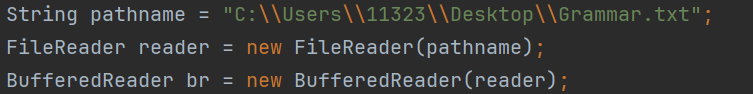 String pathname = "C:\\Users\\11323\\Desktop\\Grammar.txt";
FileReader reader = new FileReader(pathname);
BufferedReader br = new BufferedReader(reader);